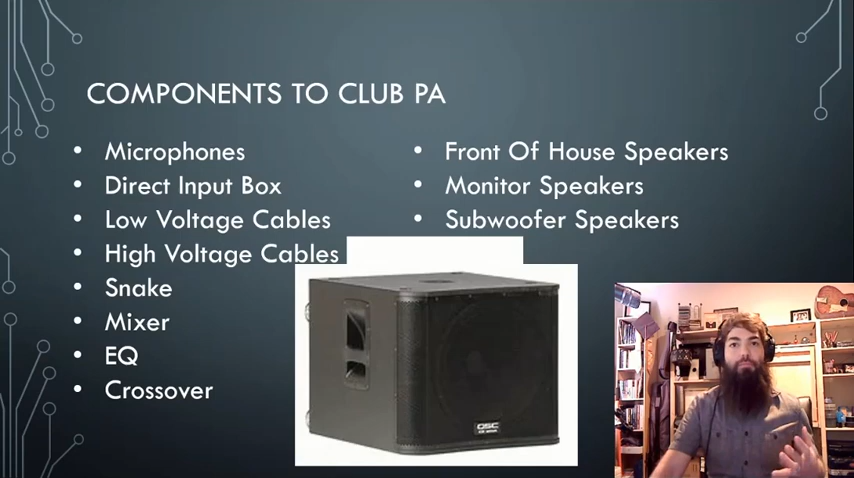 COMPONENTS TO CLUB PA
• Microphones
• Direct Input Box
• Low Voltage Cables
• High Voltage Cables
• Snake
• Mixer
• EQ
• Crossover
• Front Of House Speakers
• Monitor Speakers
• Subwoofer Speakers
QSC